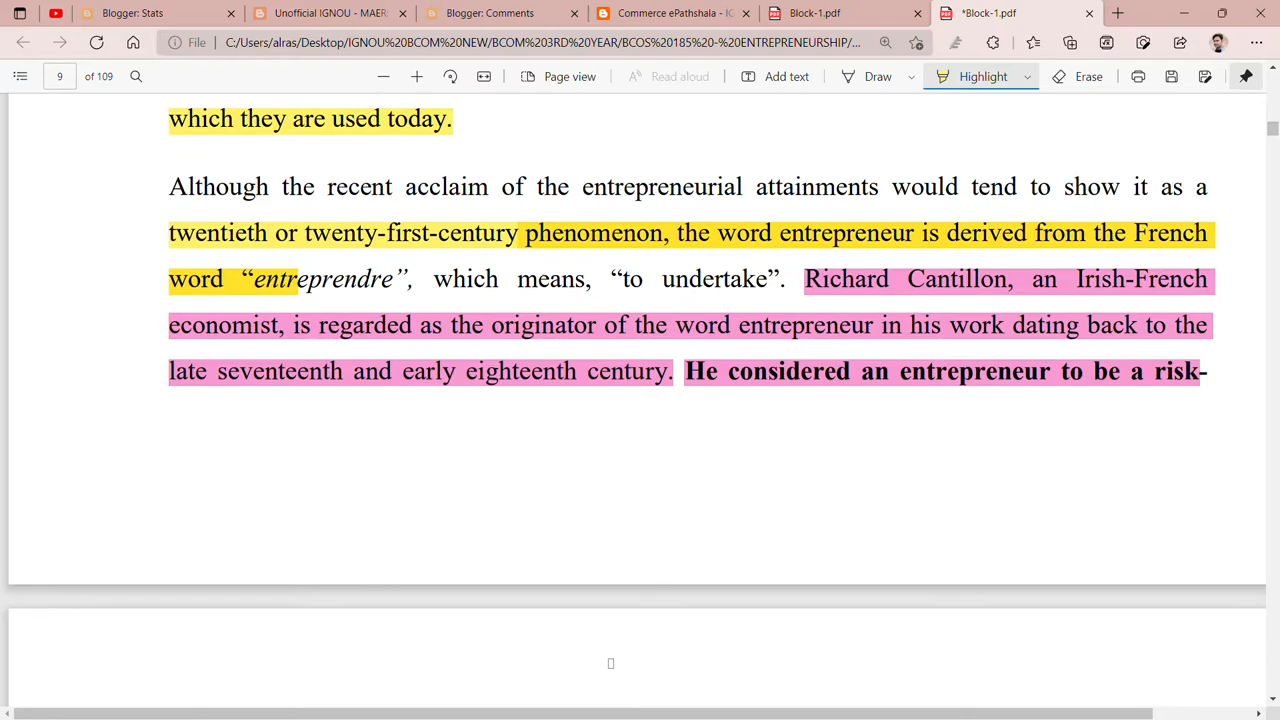 Blogger: Stats
Unofficial IGNOU - MAER
Blogger: Comments
Commerce ePathshala - IG
Block-1.pdf
*Block-1.pdf
File
C:/Users/alras/Desktop/IGNOU%20BCOM%20NEW/BCOM%203RD%20YEAR/BCOS%20185%20-%20ENTREPRENEURSHIP/...
9 of 109
Page view
Read aloud
Add text
Draw
Highlight
Erase
which they are used today.
Although the recent acclaim of the entrepreneurial attainments would tend to show it as a
twentieth or twenty-first-century phenomenon, the word entrepreneur is derived from the French
word “entreprendre”, which means, “to undertake”. Richard Cantillon, an Irish-French
economist, is regarded as the originator of the word entrepreneur in his work dating back to the
late seventeenth and early eighteenth century. He considered an entrepreneur to be a risk-